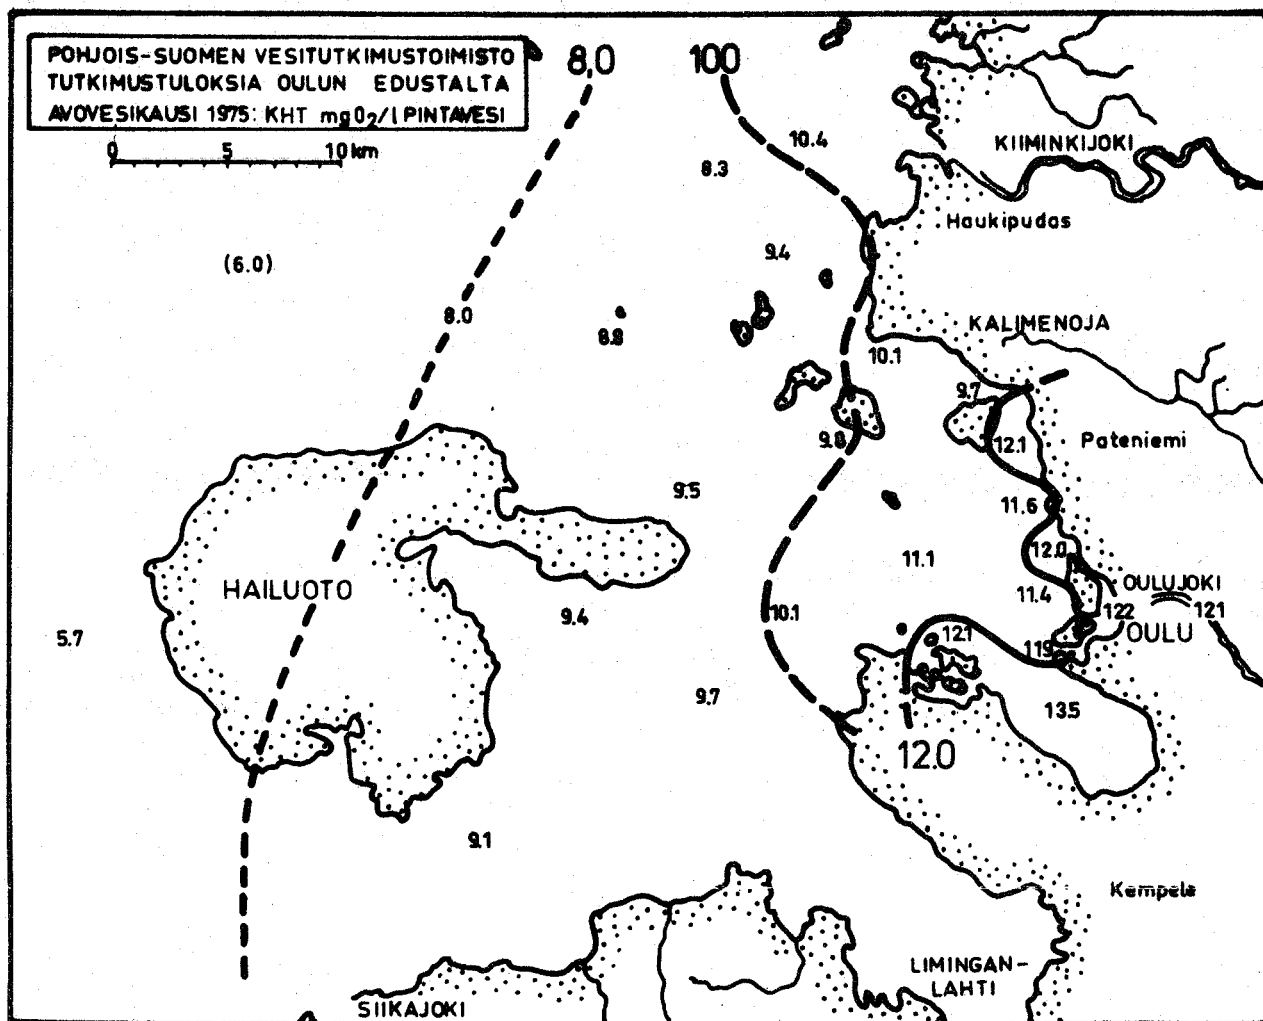 POHJOIS-SUOMEN VESITUTKIMUSTOIMISTO
TUTKIMUSTULOKSIA OULUN EDUSTALTA
AVOVESIKAUSI 1975: KHT mgO₂/l PINTAVESI
0 5 10 km
8,0
100
10.4
8.3
KIIMINKIJOKI
Haukipudas
9.4
(6.0)
8.0
8.8
KALIMENOJA
10.1
9.7
9.8
12.1
Pateniemi
9.5
11.6
12.0
11.1
HAILUOTO
11.4
OULUJOKI
122
121
9.4
10.1
5.7
12.1
119
OULU
9.7
13.5
12.0
9.1
Kempele
LIMINGAN-
LAHTI
SIIKAJOKI